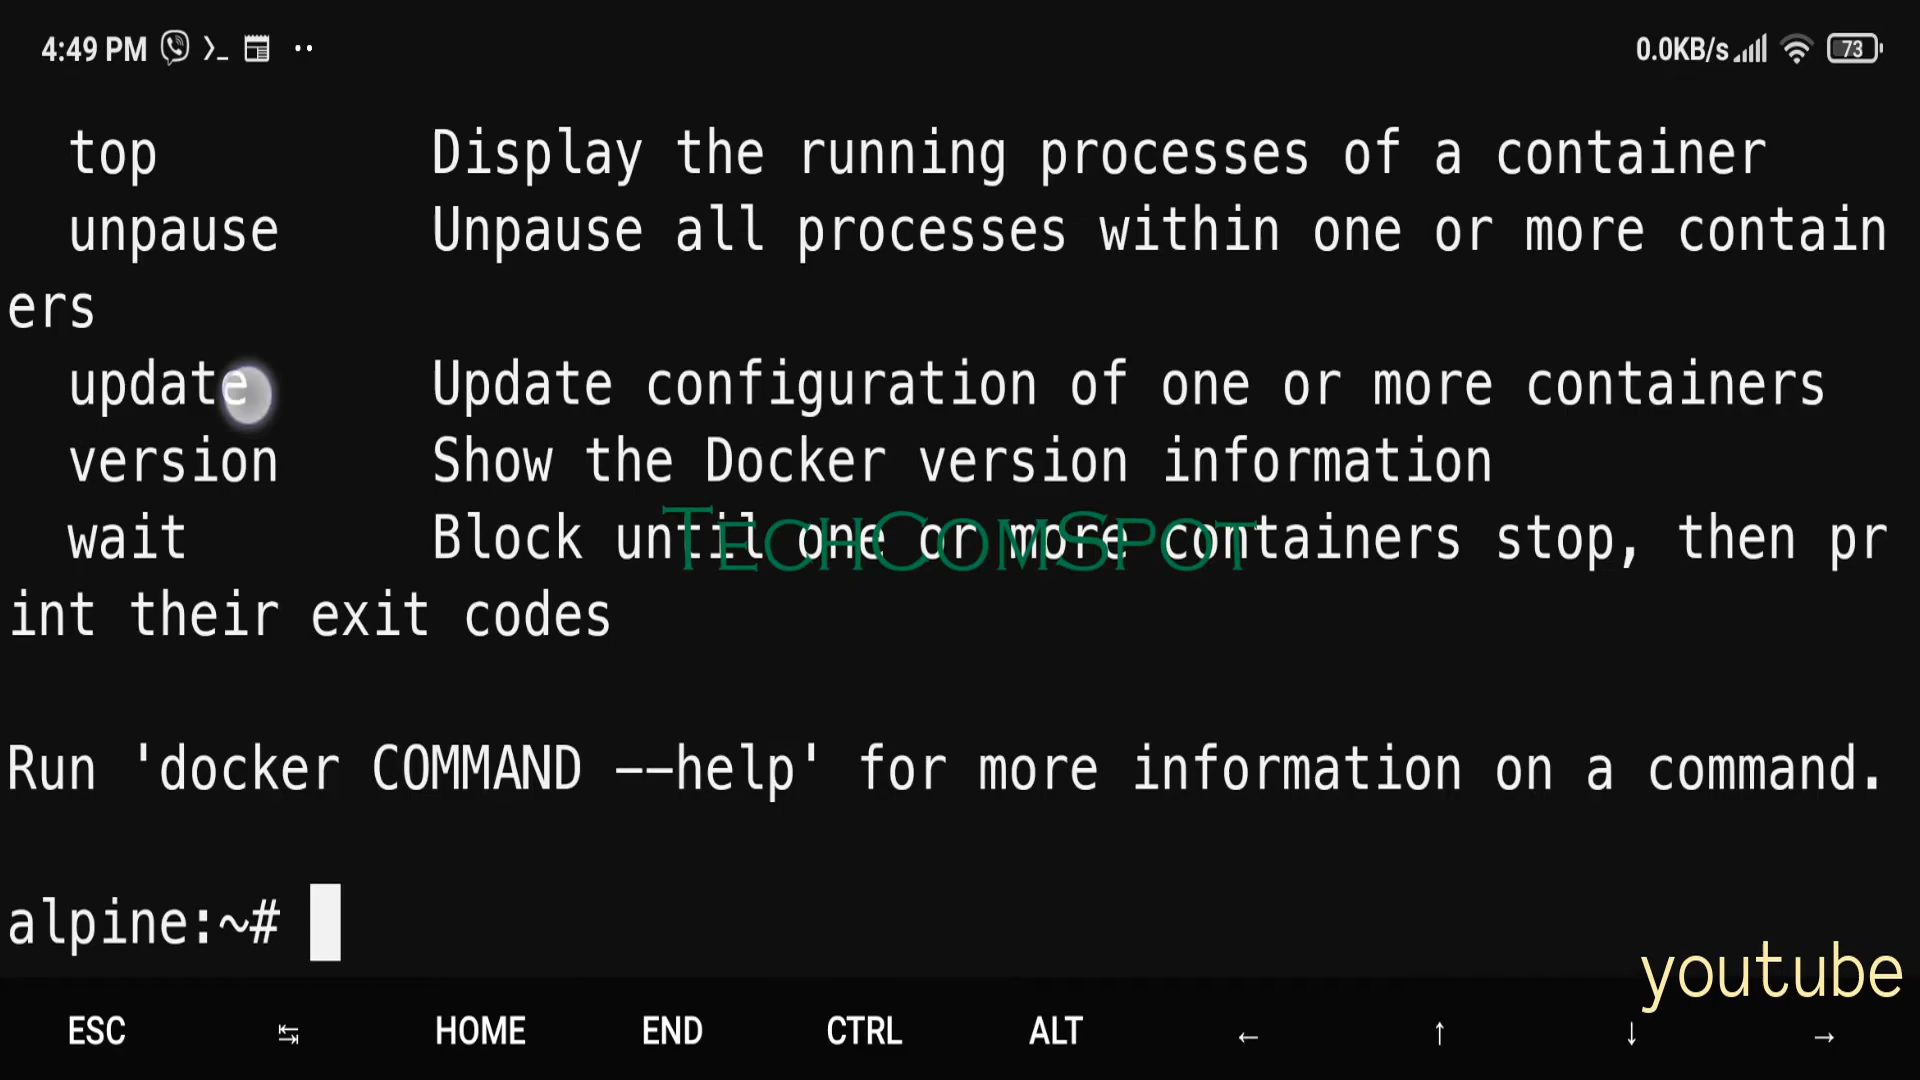 4:49 PM 0.0KB/s 73
top Display the running processes of a container
unpause Unpause all processes within one or more contain
ers
update Update configuration of one or more containers
version Show the Docker version information
wait Block until one or more containers stop, then pr
int their exit codes
TECHCOMSPOT
Run 'docker COMMAND --help' for more information on a command.
alpine:~#
youtube
ESC ↹ HOME END CTRL ALT ← ↑ ↓ →